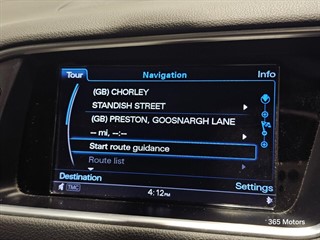 Tour Navigation Info
(GB) CHORLEY
STANDISH STREET
(GB) PRESTON, GOOSNARGH LANE
-- mi, --:--
Start route guidance
Route list
Destination Settings
TMC 4:12PM
365 Motors